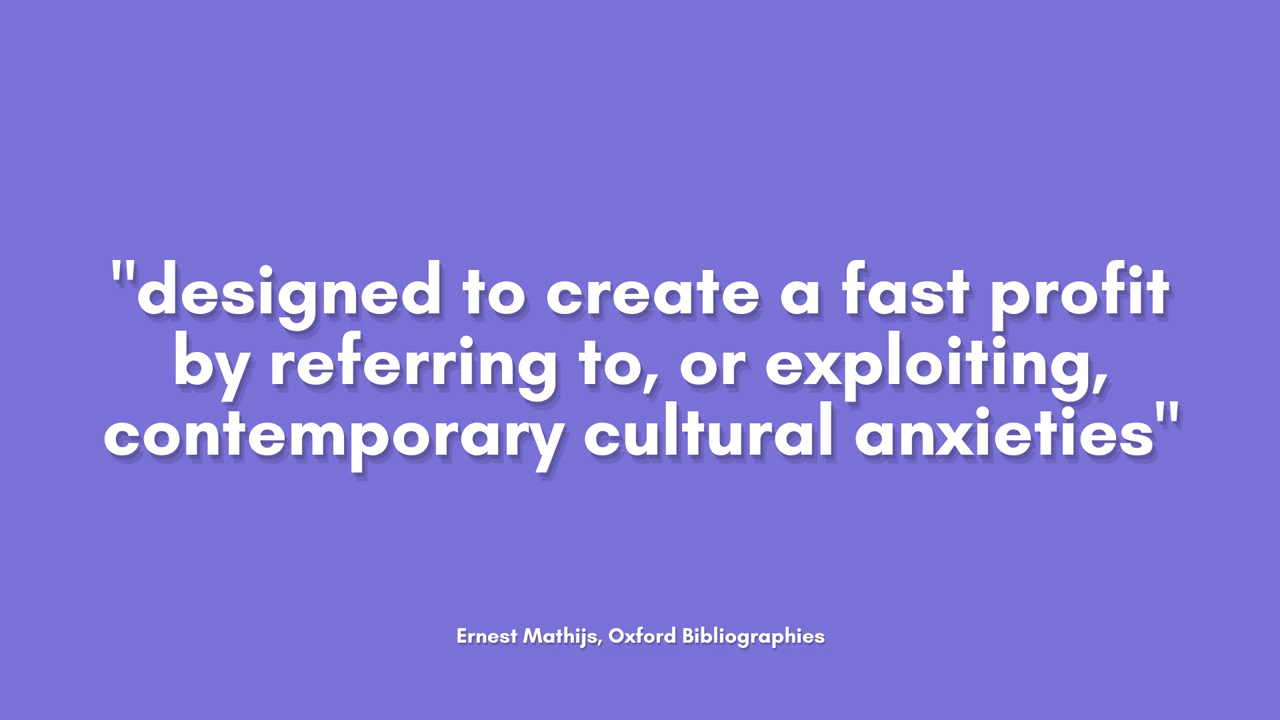 "designed to create a fast profit
by referring to, or exploiting,
contemporary cultural anxieties"
Ernest Mathijs, Oxford Bibliographies